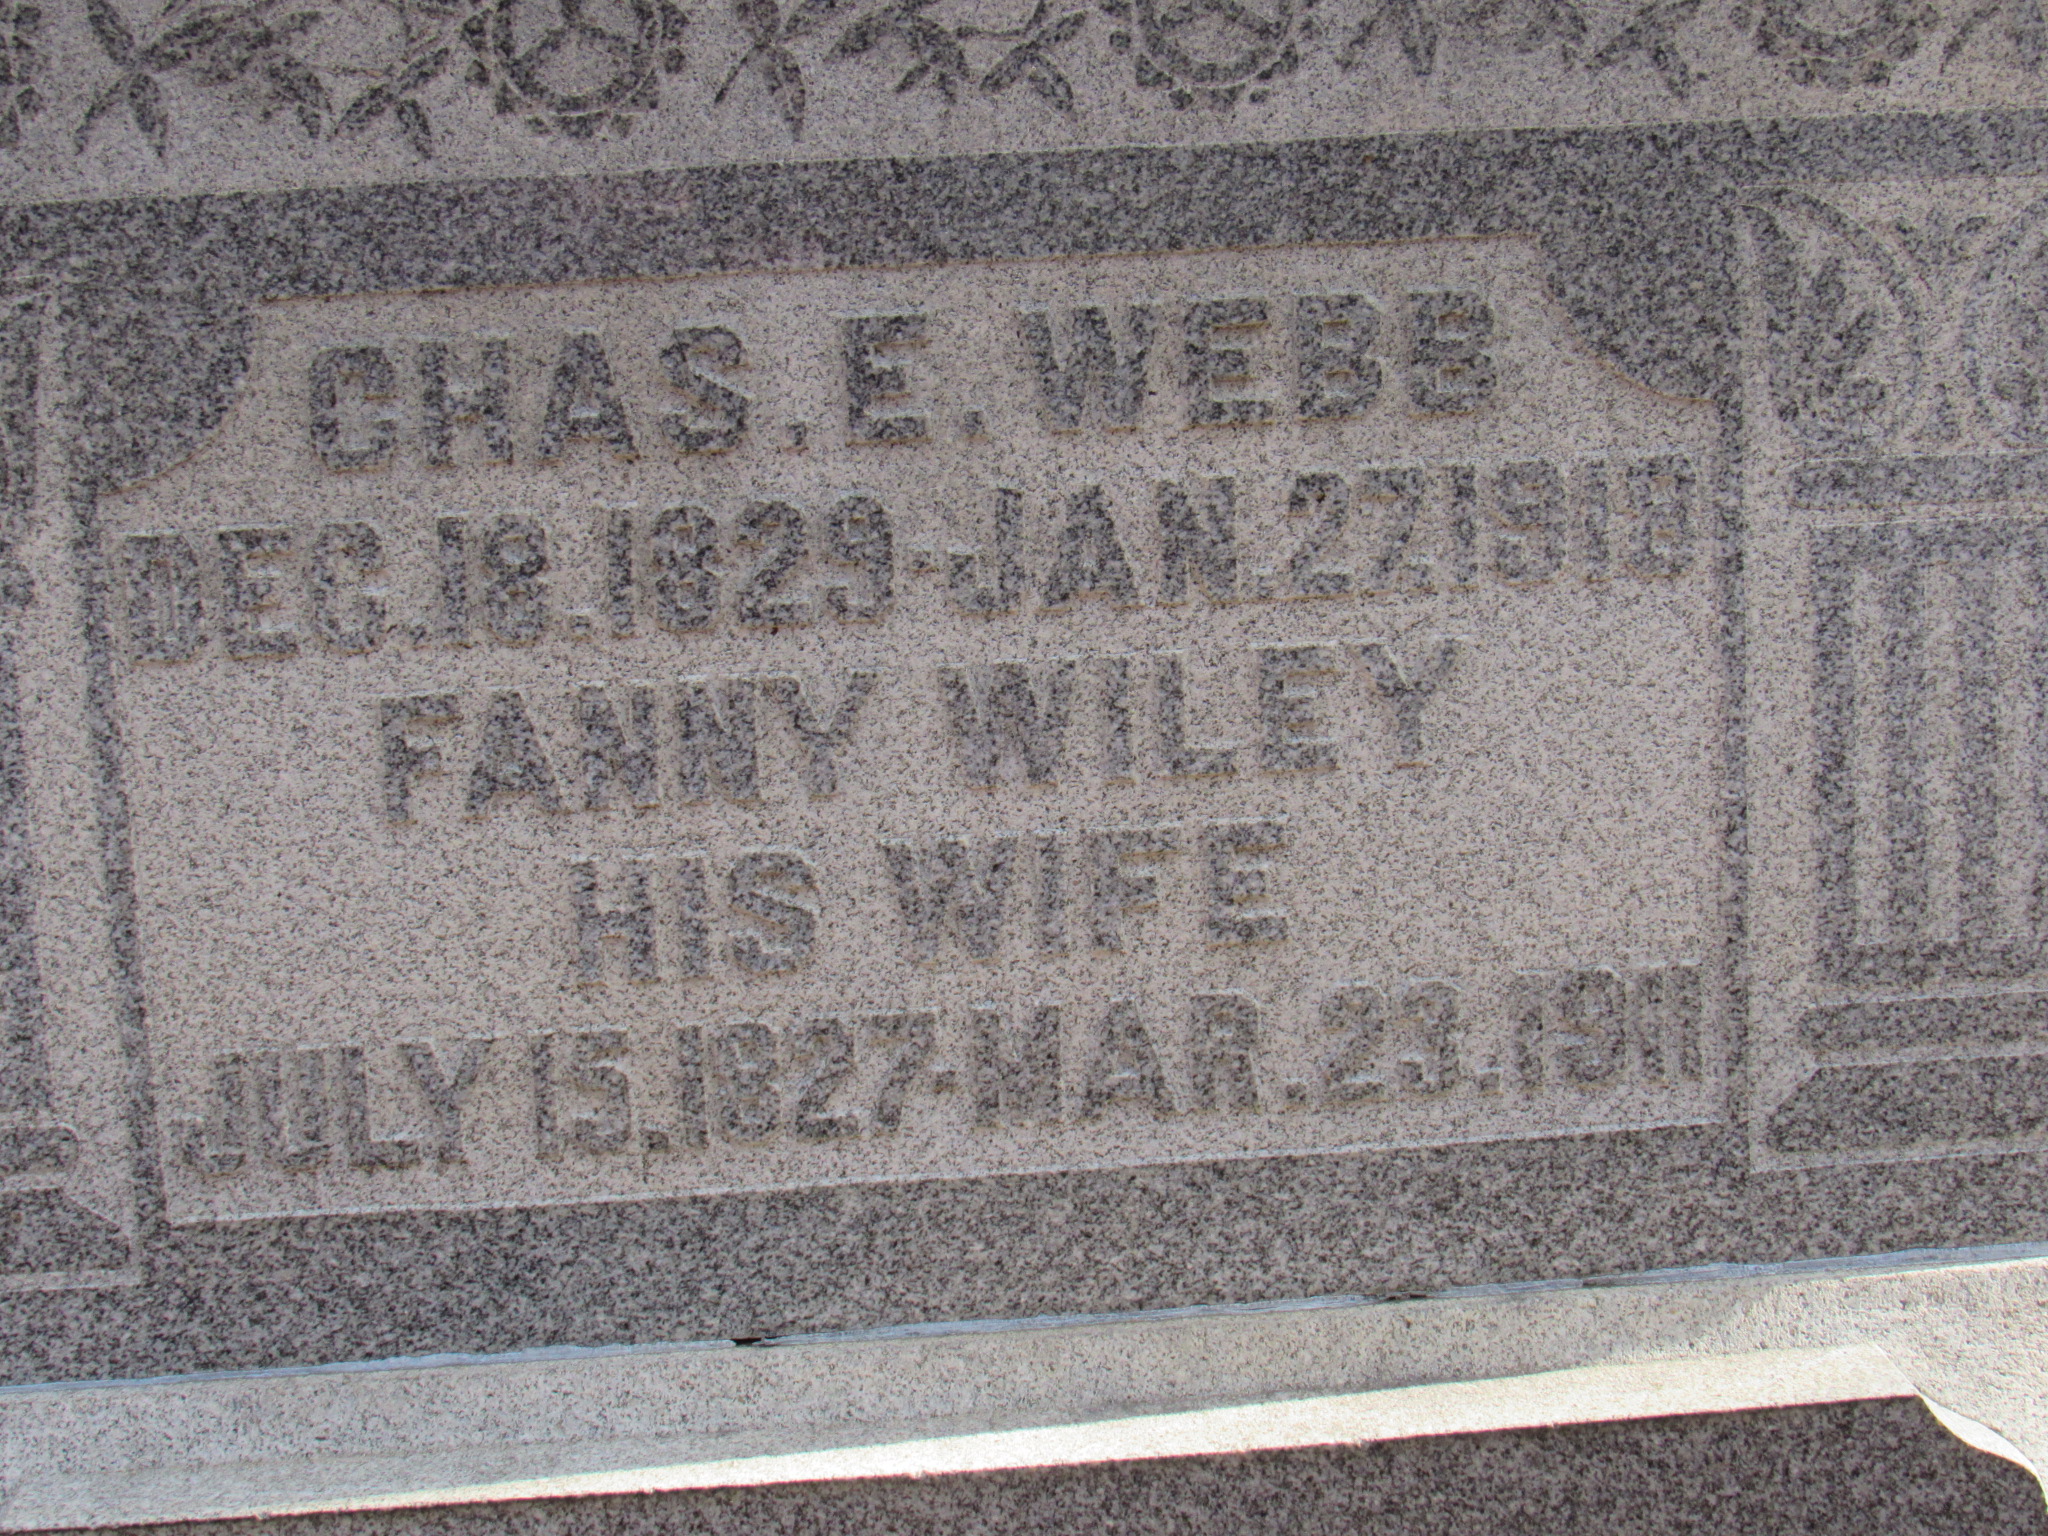 CHAS. E. WEBB
DEC. 18. 1829-JAN. 27. 1918
FANNY WILEY
HIS WIFE
JULY 15. 1827-MAR. 23. 1911